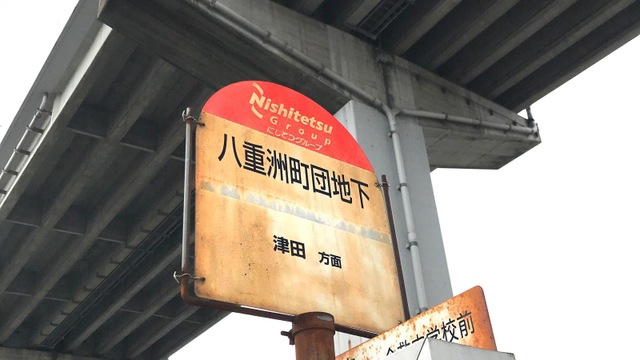 Nishitetsu
Group
にしてつグループ
八重洲町団地下
津田 方面
学校前